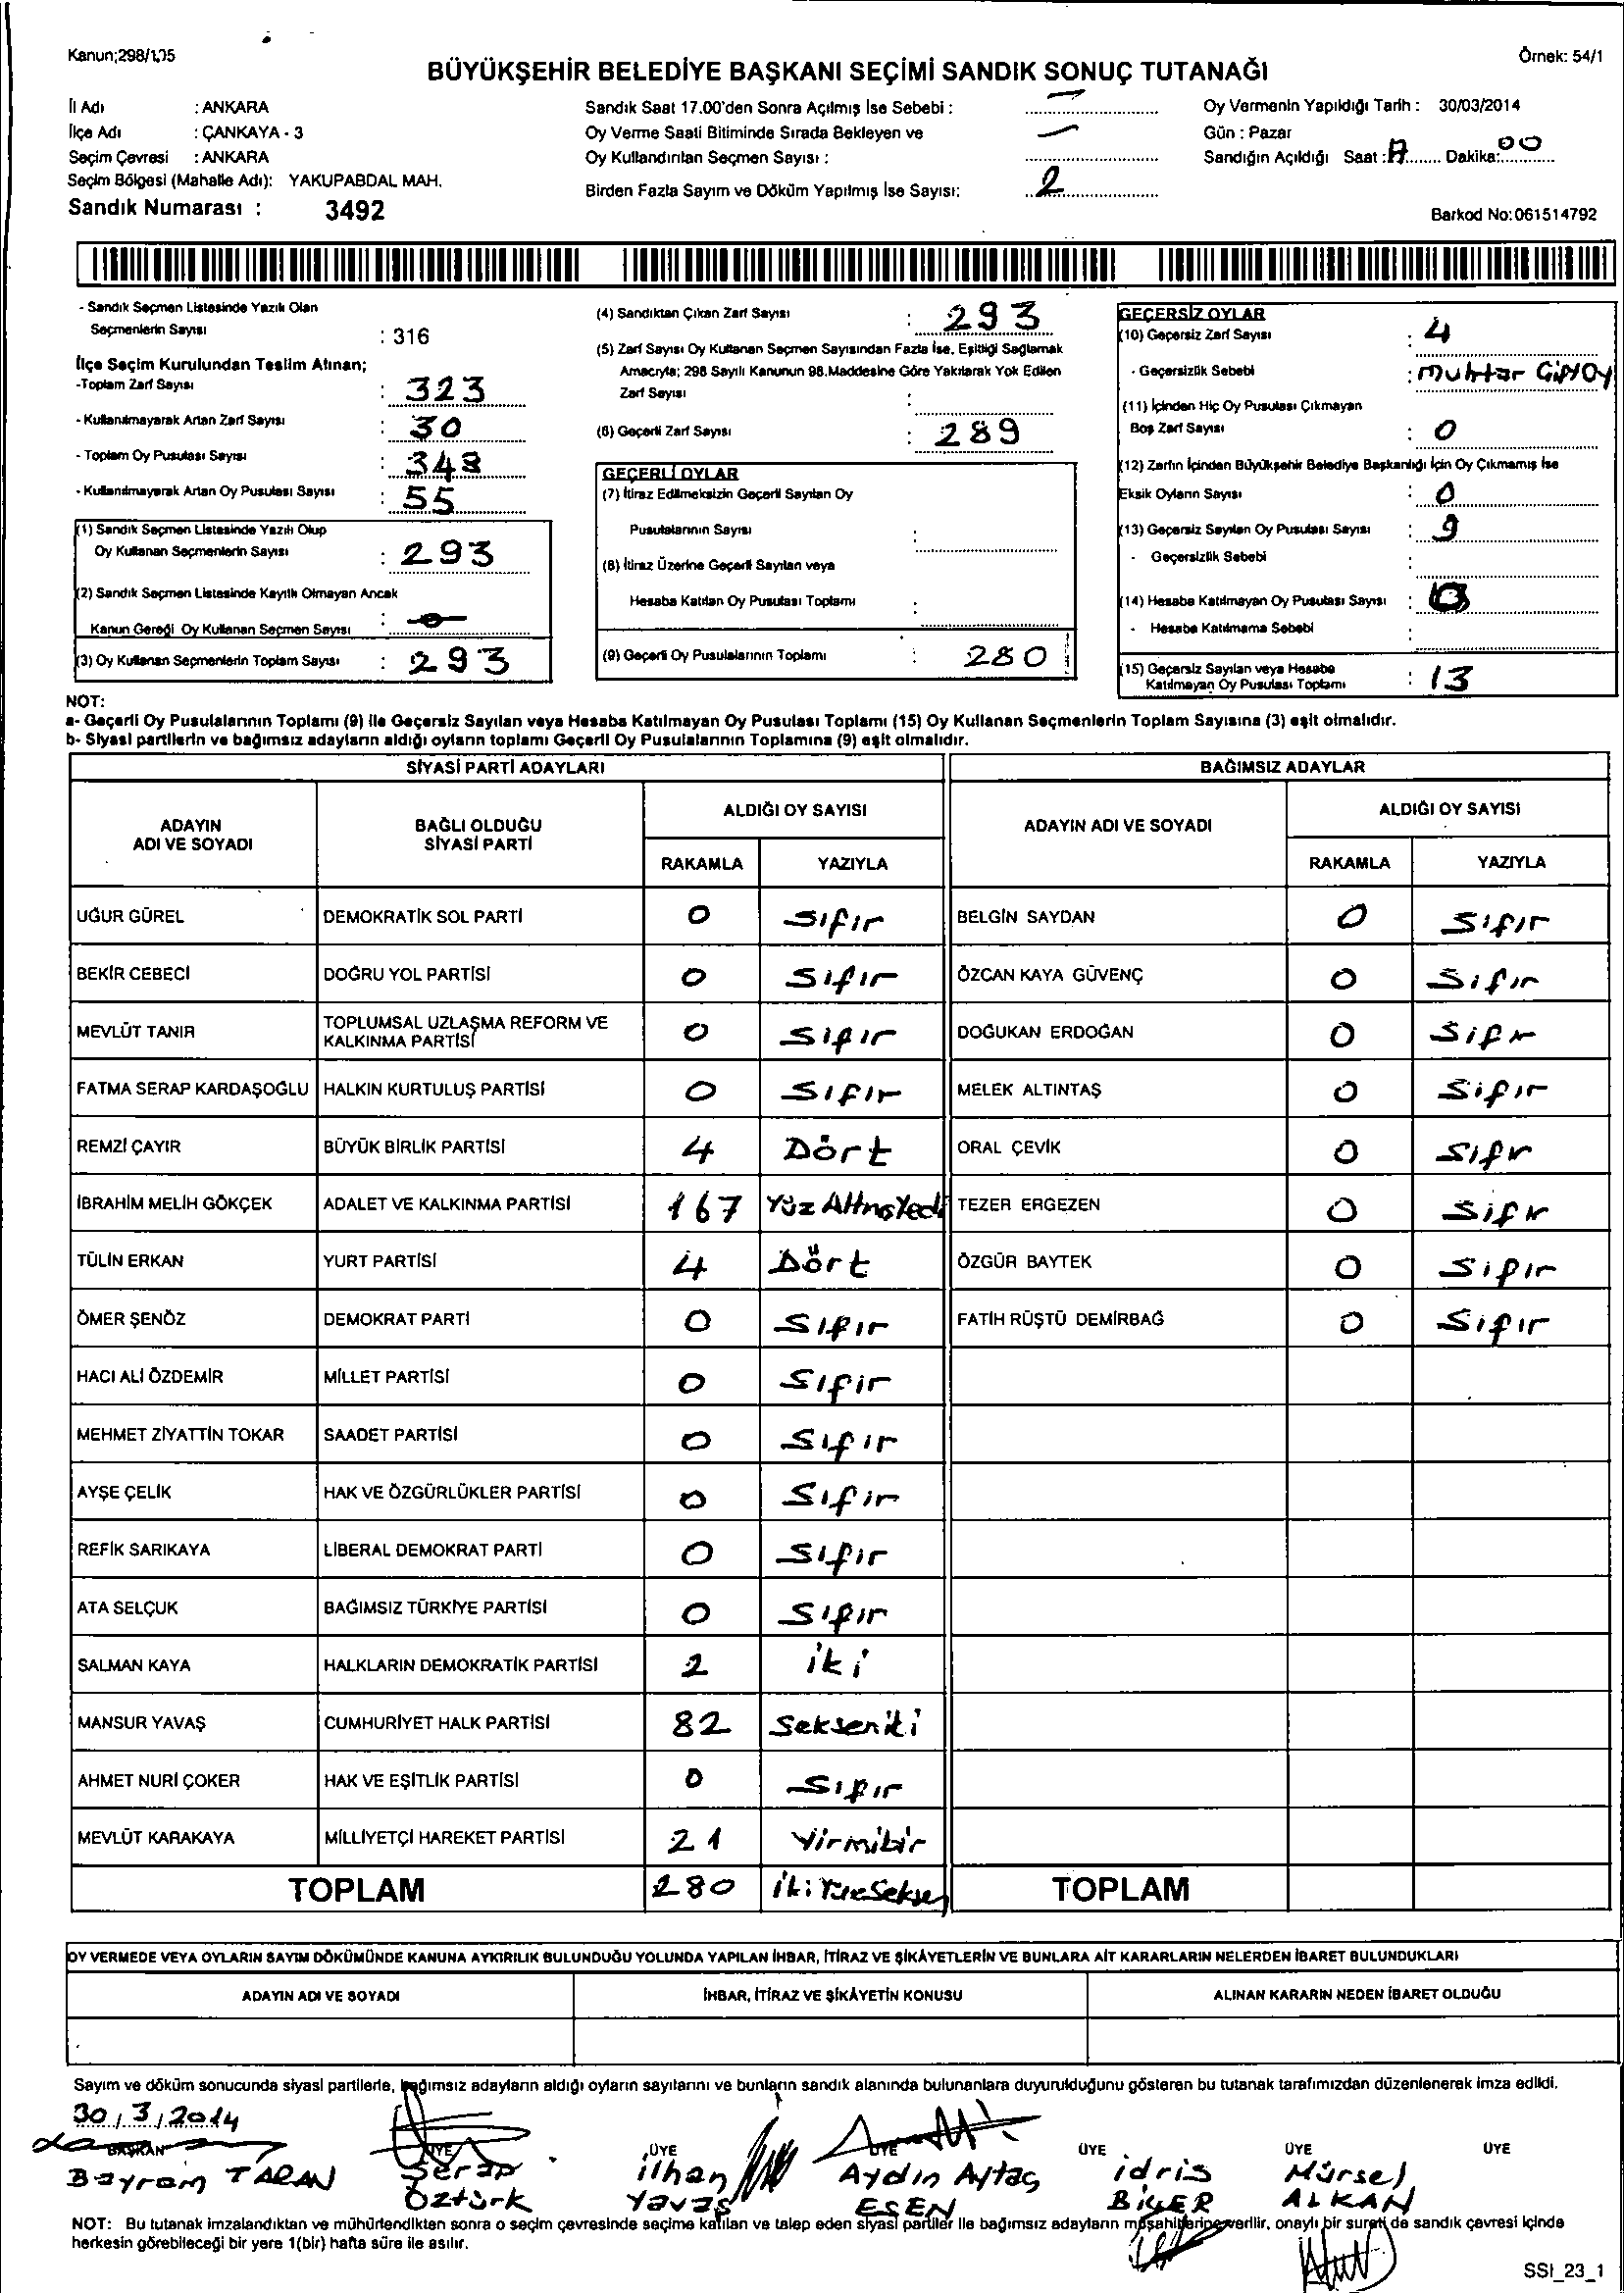 Kanun;298/105
Örnek: 54/1
BÜYÜKŞEHİR BELEDİYE BAŞKANI SEÇİMİ SANDIK SONUÇ TUTANAĞI
İl Adı : ANKARA
İlçe Adı : ÇANKAYA - 3
Seçim Çevresi : ANKARA
Seçim Bölgesi (Mahalle Adı): YAKUPABDAL MAH.
Sandık Numarası : 3492
Sandık Saat 17.00'den Sonra Açılmış İse Sebebi : —
Oy Verme Saati Bitiminde Sırada Bekleyen ve —
Oy Kullandırılan Seçmen Sayısı :
Birden Fazla Sayım ve Döküm Yapılmış İse Sayısı: 2
Oy Vermenin Yapıldığı Tarih : 30/03/2014
Gün : Pazar
Sandığın Açıldığı Saat : Dakika: 00
Barkod No: 061514792
- Sandık Seçmen Listesinde Yazılı Olan
Seçmenlerin Sayısı : 316
İlçe Seçim Kurulundan Teslim Alınan;
-Toplam Zarf Sayısı : 323
- Kullanılmayarak Artan Zarf Sayısı : 30
- Toplam Oy Pusulası Sayısı : 348
- Kullanılmayarak Artan Oy Pusulası Sayısı : 55
(1) Sandık Seçmen Listesinde Yazılı Olup
Oy Kullanan Seçmenlerin Sayısı : 293
(2) Sandık Seçmen Listesinde Kayıtlı Olmayan Ancak
Kanun Gereği Oy Kullanan Seçmen Sayısı : 0
(3) Oy Kullanan Seçmenlerin Toplam Sayısı : 293
(4) Sandıktan Çıkan Zarf Sayısı : 293
(5) Zarf Sayısı Oy Kullanan Seçmen Sayısından Fazla İse, Eşitliği Sağlamak
Amacıyla; 298 Sayılı Kanunun 98.Maddesine Göre Yakılarak Yok Edilen
Zarf Sayısı :
(6) Geçerli Zarf Sayısı : 289
GEÇERLİ OYLAR
(7) İtiraz Edilmeksizin Geçerli Sayılan Oy
Pusulalarının Sayısı :
(8) İtiraz Üzerine Geçerli Sayılan veya
Hesaba Katılan Oy Pusulası Toplamı :
(9) Geçerli Oy Pusulalarının Toplamı : 280
GEÇERSİZ OYLAR
(10) Geçersiz Zarf Sayısı : 4
- Geçersizlik Sebebi : muhtar Çift Oy
(11) İçinden Hiç Oy Pusulası Çıkmayan
Boş Zarf Sayısı : 0
(12) Zarfın İçinden Büyükşehir Belediye Başkanlığı İçin Oy Çıkmamış İse
Eksik Oyların Sayısı : 0
(13) Geçersiz Sayılan Oy Pusulası Sayısı : 9
- Geçersizlik Sebebi :
(14) Hesaba Katılmayan Oy Pusulası Sayısı :
- Hesaba Katılmama Sebebi :
(15) Geçersiz Sayılan veya Hesaba
Katılmayan Oy Pusulası Toplamı : 13
NOT:
a- Geçerli Oy Pusulalarının Toplamı (9) ile Geçersiz Sayılan veya Hesaba Katılmayan Oy Pusulası Toplamı (15) Oy Kullanan Seçmenlerin Toplam Sayısına (3) eşit olmalıdır.
b- Siyasi partilerin ve bağımsız adayların aldığı oyların toplamı Geçerli Oy Pusulalarının Toplamına (9) eşit olmalıdır.
SİYASİ PARTİ ADAYLARI BAĞIMSIZ ADAYLAR
ADAYIN ADI VE SOYADI BAĞLI OLDUĞU SİYASİ PARTİ ALDIĞI OY SAYISI ADAYIN ADI VE SOYADI ALDIĞI OY SAYISI
RAKAMLA YAZIYLA RAKAMLA YAZIYLA
UĞUR GÜREL DEMOKRATİK SOL PARTİ 0 Sıfır BELGİN SAYDAN 0 Sıfır
BEKİR CEBECİ DOĞRU YOL PARTİSİ 0 Sıfır ÖZCAN KAYA GÜVENÇ 0 Sıfır
MEVLÜT TANIR TOPLUMSAL UZLAŞMA REFORM VE KALKINMA PARTİSİ 0 Sıfır DOĞUKAN ERDOĞAN 0 Sıfır
FATMA SERAP KARDAŞOĞLU HALKIN KURTULUŞ PARTİSİ 0 Sıfır MELEK ALTINTAŞ 0 Sıfır
REMZİ ÇAYIR BÜYÜK BİRLİK PARTİSİ 4 Dört ORAL ÇEVİK 0 Sıfır
İBRAHİM MELİH GÖKÇEK ADALET VE KALKINMA PARTİSİ 167 Yüz Altmışyedi TEZER ERGEZEN 0 Sıfır
TÜLİN ERKAN YURT PARTİSİ 4 Dört ÖZGÜR BAYTEK 0 Sıfır
ÖMER ŞENÖZ DEMOKRAT PARTİ 0 Sıfır FATİH RÜŞTÜ DEMİRBAĞ 0 Sıfır
HACI ALİ ÖZDEMİR MİLLET PARTİSİ 0 Sıfır
MEHMET ZİYATTİN TOKAR SAADET PARTİSİ 0 Sıfır
AYŞE ÇELİK HAK VE ÖZGÜRLÜKLER PARTİSİ 0 Sıfır
REFİK SARIKAYA LİBERAL DEMOKRAT PARTİ 0 Sıfır
ATA SELÇUK BAĞIMSIZ TÜRKİYE PARTİSİ 0 Sıfır
SALMAN KAYA HALKLARIN DEMOKRATİK PARTİSİ 2 iki
MANSUR YAVAŞ CUMHURİYET HALK PARTİSİ 82 Sekseniki
AHMET NURİ ÇOKER HAK VE EŞİTLİK PARTİSİ 0 Sıfır
MEVLÜT KARAKAYA MİLLİYETÇİ HAREKET PARTİSİ 21 Yirmibir
TOPLAM 280 ikiYüzSeksen TOPLAM
OY VERMEDE VEYA OYLARIN SAYIM DÖKÜMÜNDE KANUNA AYKIRILIK BULUNDUĞU YOLUNDA YAPILAN İHBAR, İTİRAZ VE ŞİKÂYETLERİN VE BUNLARA AİT KARARLARIN NELERDEN İBARET BULUNDUKLARI
ADAYIN ADI VE SOYADI İHBAR, İTİRAZ VE ŞİKÂYETİN KONUSU ALINAN KARARIN NEDEN İBARET OLDUĞU
Sayım ve döküm sonucunda siyasi partilerle, bağımsız adayların aldığı oyların sayılarını ve bunların sandık alanında bulunanlara duyurulduğunu gösteren bu tutanak tarafımızdan düzenlenerek imza edildi.
30/3/2014
BAŞKAN ÜYE ÜYE ÜYE ÜYE ÜYE ÜYE
Bayram TARAN Serap Öztürk ilhan Yavaş Aydın Aytaç ESEN idris BİÇER Mürsel ALKAN
NOT: Bu tutanak imzalandıktan ve mühürlendikten sonra o seçim çevresinde seçime katılan ve talep eden siyasi partiler ile bağımsız adayların müşahitlerine verilir, onaylı bir sureti de sandık çevresi içinde
herkesin görebileceği bir yere 1(bir) hafta süre ile asılır.
SSI_23_1